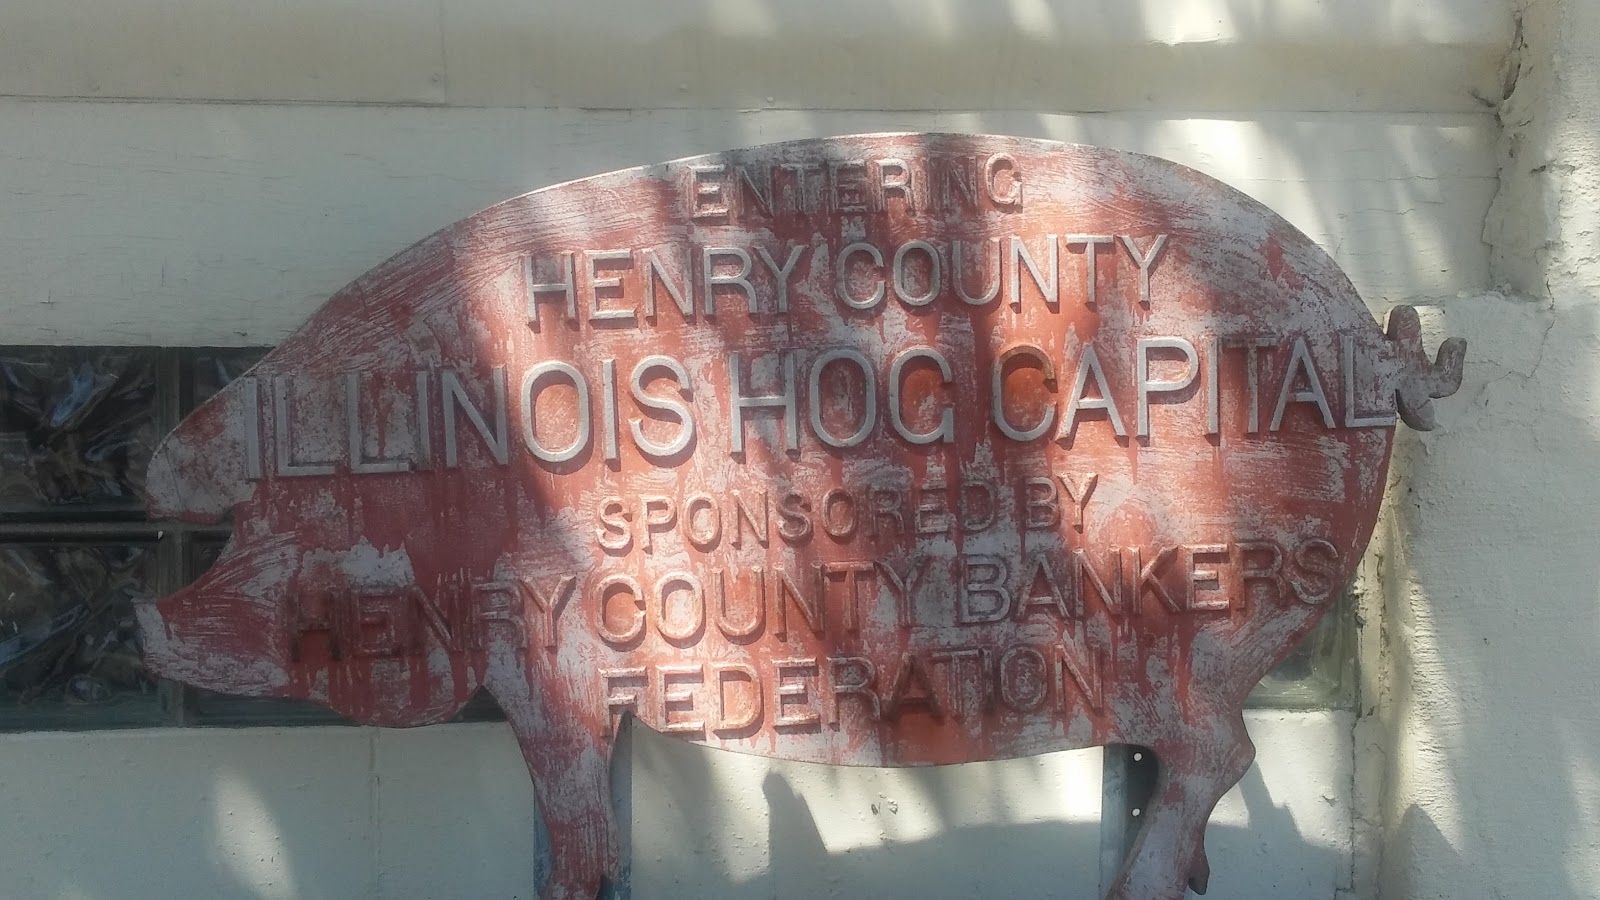 ENTERING
HENRY COUNTY
ILLINOIS HOG CAPITAL
SPONSORED BY
HENRY COUNTY BANKERS
FEDERATION